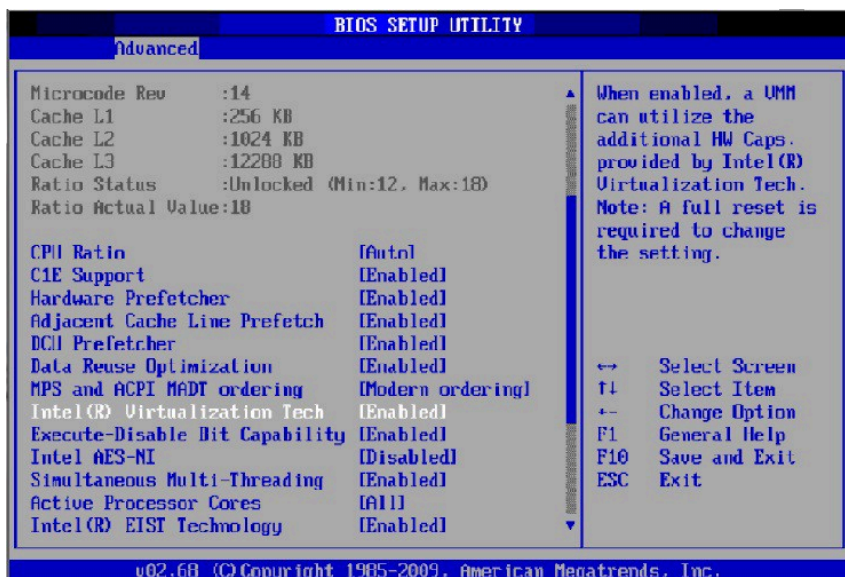 BIOS SETUP UTILITY
Advanced
Microcode Rev :14
Cache L1 :256 KB
Cache L2 :1024 KB
Cache L3 :12288 KB
Ratio Status :Unlocked (Min:12, Max:18)
Ratio Actual Value:18
CPU Ratio [Auto]
C1E Support [Enabled]
Hardware Prefetcher [Enabled]
Adjacent Cache Line Prefetch [Enabled]
DCU Prefetcher [Enabled]
Data Reuse Optimization [Enabled]
MPS and ACPI MADT ordering [Modern ordering]
Intel(R) Virtualization Tech [Enabled]
Execute-Disable Bit Capability [Enabled]
Intel AES-NI [Disabled]
Simultaneous Multi-Threading [Enabled]
Active Processor Cores [All]
Intel(R) EIST Technology [Enabled]
When enabled, a VMM
can utilize the
additional HW Caps.
provided by Intel(R)
Virtualization Tech.
Note: A full reset is
required to change
the setting.
↔ Select Screen
↑↓ Select Item
+- Change Option
F1 General Help
F10 Save and Exit
ESC Exit
v02.68 (C)Copyright 1985-2009, American Megatrends, Inc.